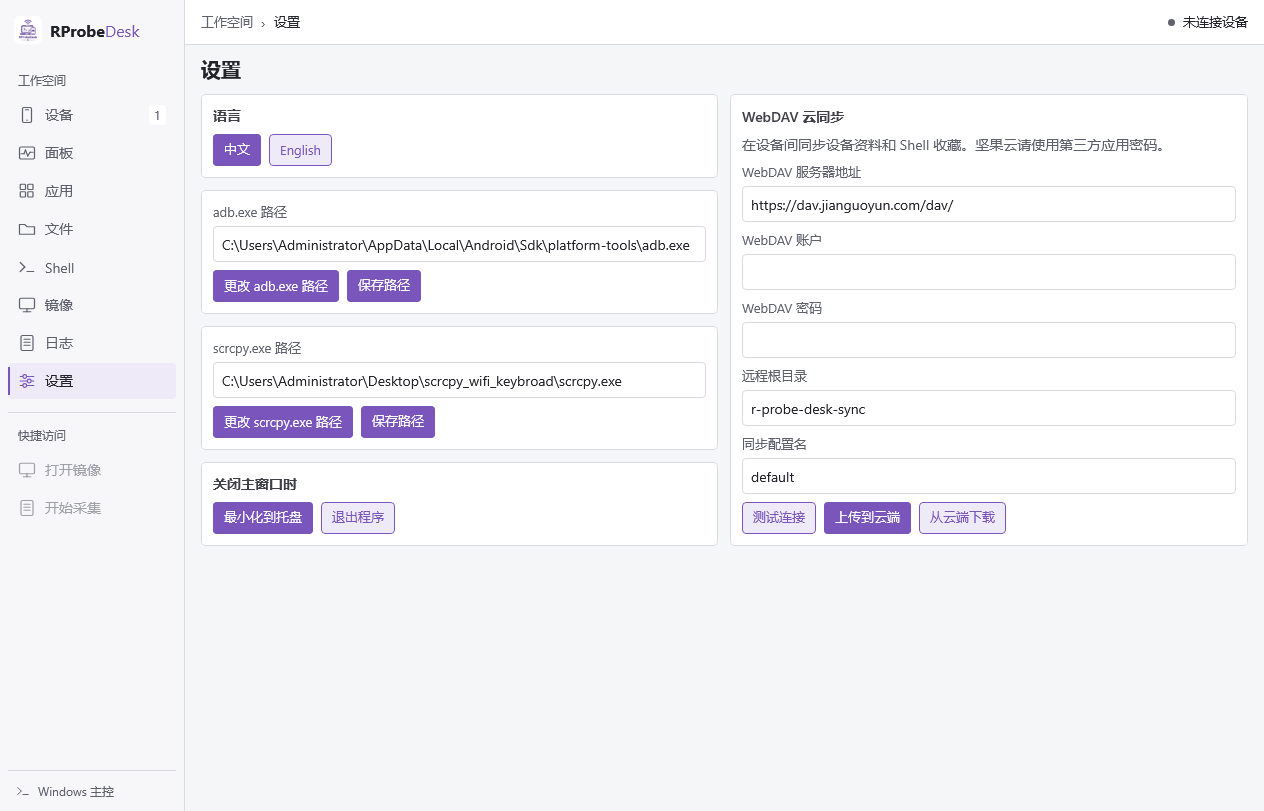 RProbeDesk
工作空间
设备 1
面板
应用
文件
Shell
镜像
日志
设置
快捷访问
打开镜像
开始采集
Windows 主控
工作空间 › 设置
未连接设备
设置
语言
中文 English
adb.exe 路径
C:\Users\Administrator\AppData\Local\Android\Sdk\platform-tools\adb.exe
更改 adb.exe 路径 保存路径
scrcpy.exe 路径
C:\Users\Administrator\Desktop\scrcpy_wifi_keybroad\scrcpy.exe
更改 scrcpy.exe 路径 保存路径
关闭主窗口时
最小化到托盘 退出程序
WebDAV 云同步
在设备间同步设备资料和 Shell 收藏。坚果云请使用第三方应用密码。
WebDAV 服务器地址
https://dav.jianguoyun.com/dav/
WebDAV 账户
WebDAV 密码
远程根目录
r-probe-desk-sync
同步配置名
default
测试连接 上传到云端 从云端下载